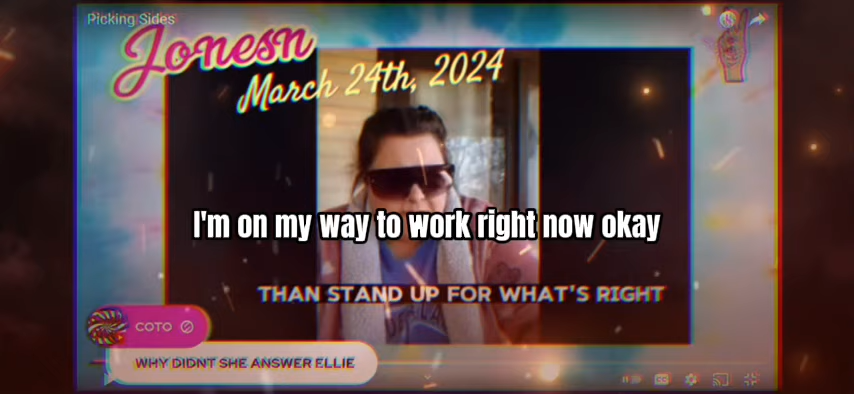 Picking Sides
Jonesn
March 24th, 2024
I'm on my way to work right now okay
THAN STAND UP FOR WHAT'S RIGHT
COTO
WHY DIDNT SHE ANSWER ELLIE